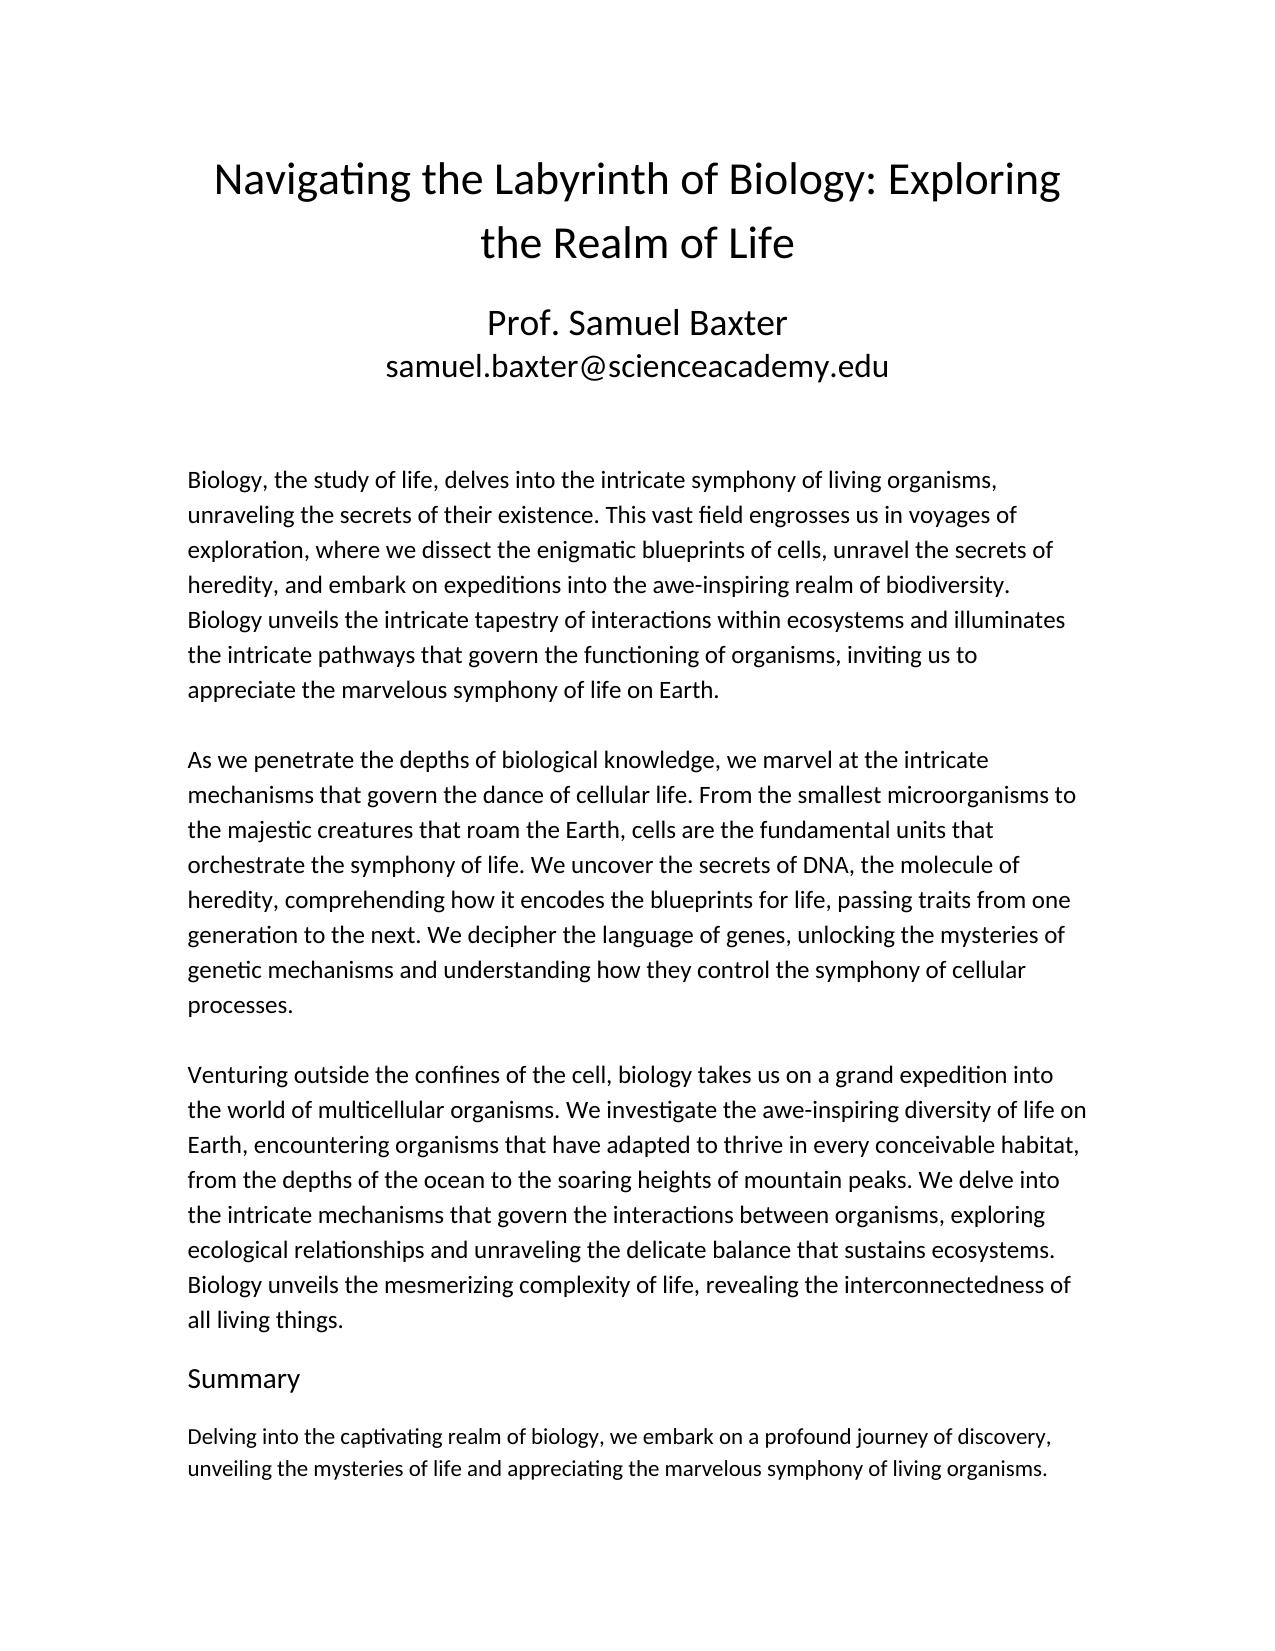 Navigating the Labyrinth of Biology: Exploring
the Realm of Life
Prof. Samuel Baxter
samuel.baxter@scienceacademy.edu
Biology, the study of life, delves into the intricate symphony of living organisms,
unraveling the secrets of their existence. This vast field engrosses us in voyages of
exploration, where we dissect the enigmatic blueprints of cells, unravel the secrets of
heredity, and embark on expeditions into the awe-inspiring realm of biodiversity.
Biology unveils the intricate tapestry of interactions within ecosystems and illuminates
the intricate pathways that govern the functioning of organisms, inviting us to
appreciate the marvelous symphony of life on Earth.
As we penetrate the depths of biological knowledge, we marvel at the intricate
mechanisms that govern the dance of cellular life. From the smallest microorganisms to
the majestic creatures that roam the Earth, cells are the fundamental units that
orchestrate the symphony of life. We uncover the secrets of DNA, the molecule of
heredity, comprehending how it encodes the blueprints for life, passing traits from one
generation to the next. We decipher the language of genes, unlocking the mysteries of
genetic mechanisms and understanding how they control the symphony of cellular
processes.
Venturing outside the confines of the cell, biology takes us on a grand expedition into
the world of multicellular organisms. We investigate the awe-inspiring diversity of life on
Earth, encountering organisms that have adapted to thrive in every conceivable habitat,
from the depths of the ocean to the soaring heights of mountain peaks. We delve into
the intricate mechanisms that govern the interactions between organisms, exploring
ecological relationships and unraveling the delicate balance that sustains ecosystems.
Biology unveils the mesmerizing complexity of life, revealing the interconnectedness of
all living things.
Summary
Delving into the captivating realm of biology, we embark on a profound journey of discovery,
unveiling the mysteries of life and appreciating the marvelous symphony of living organisms.